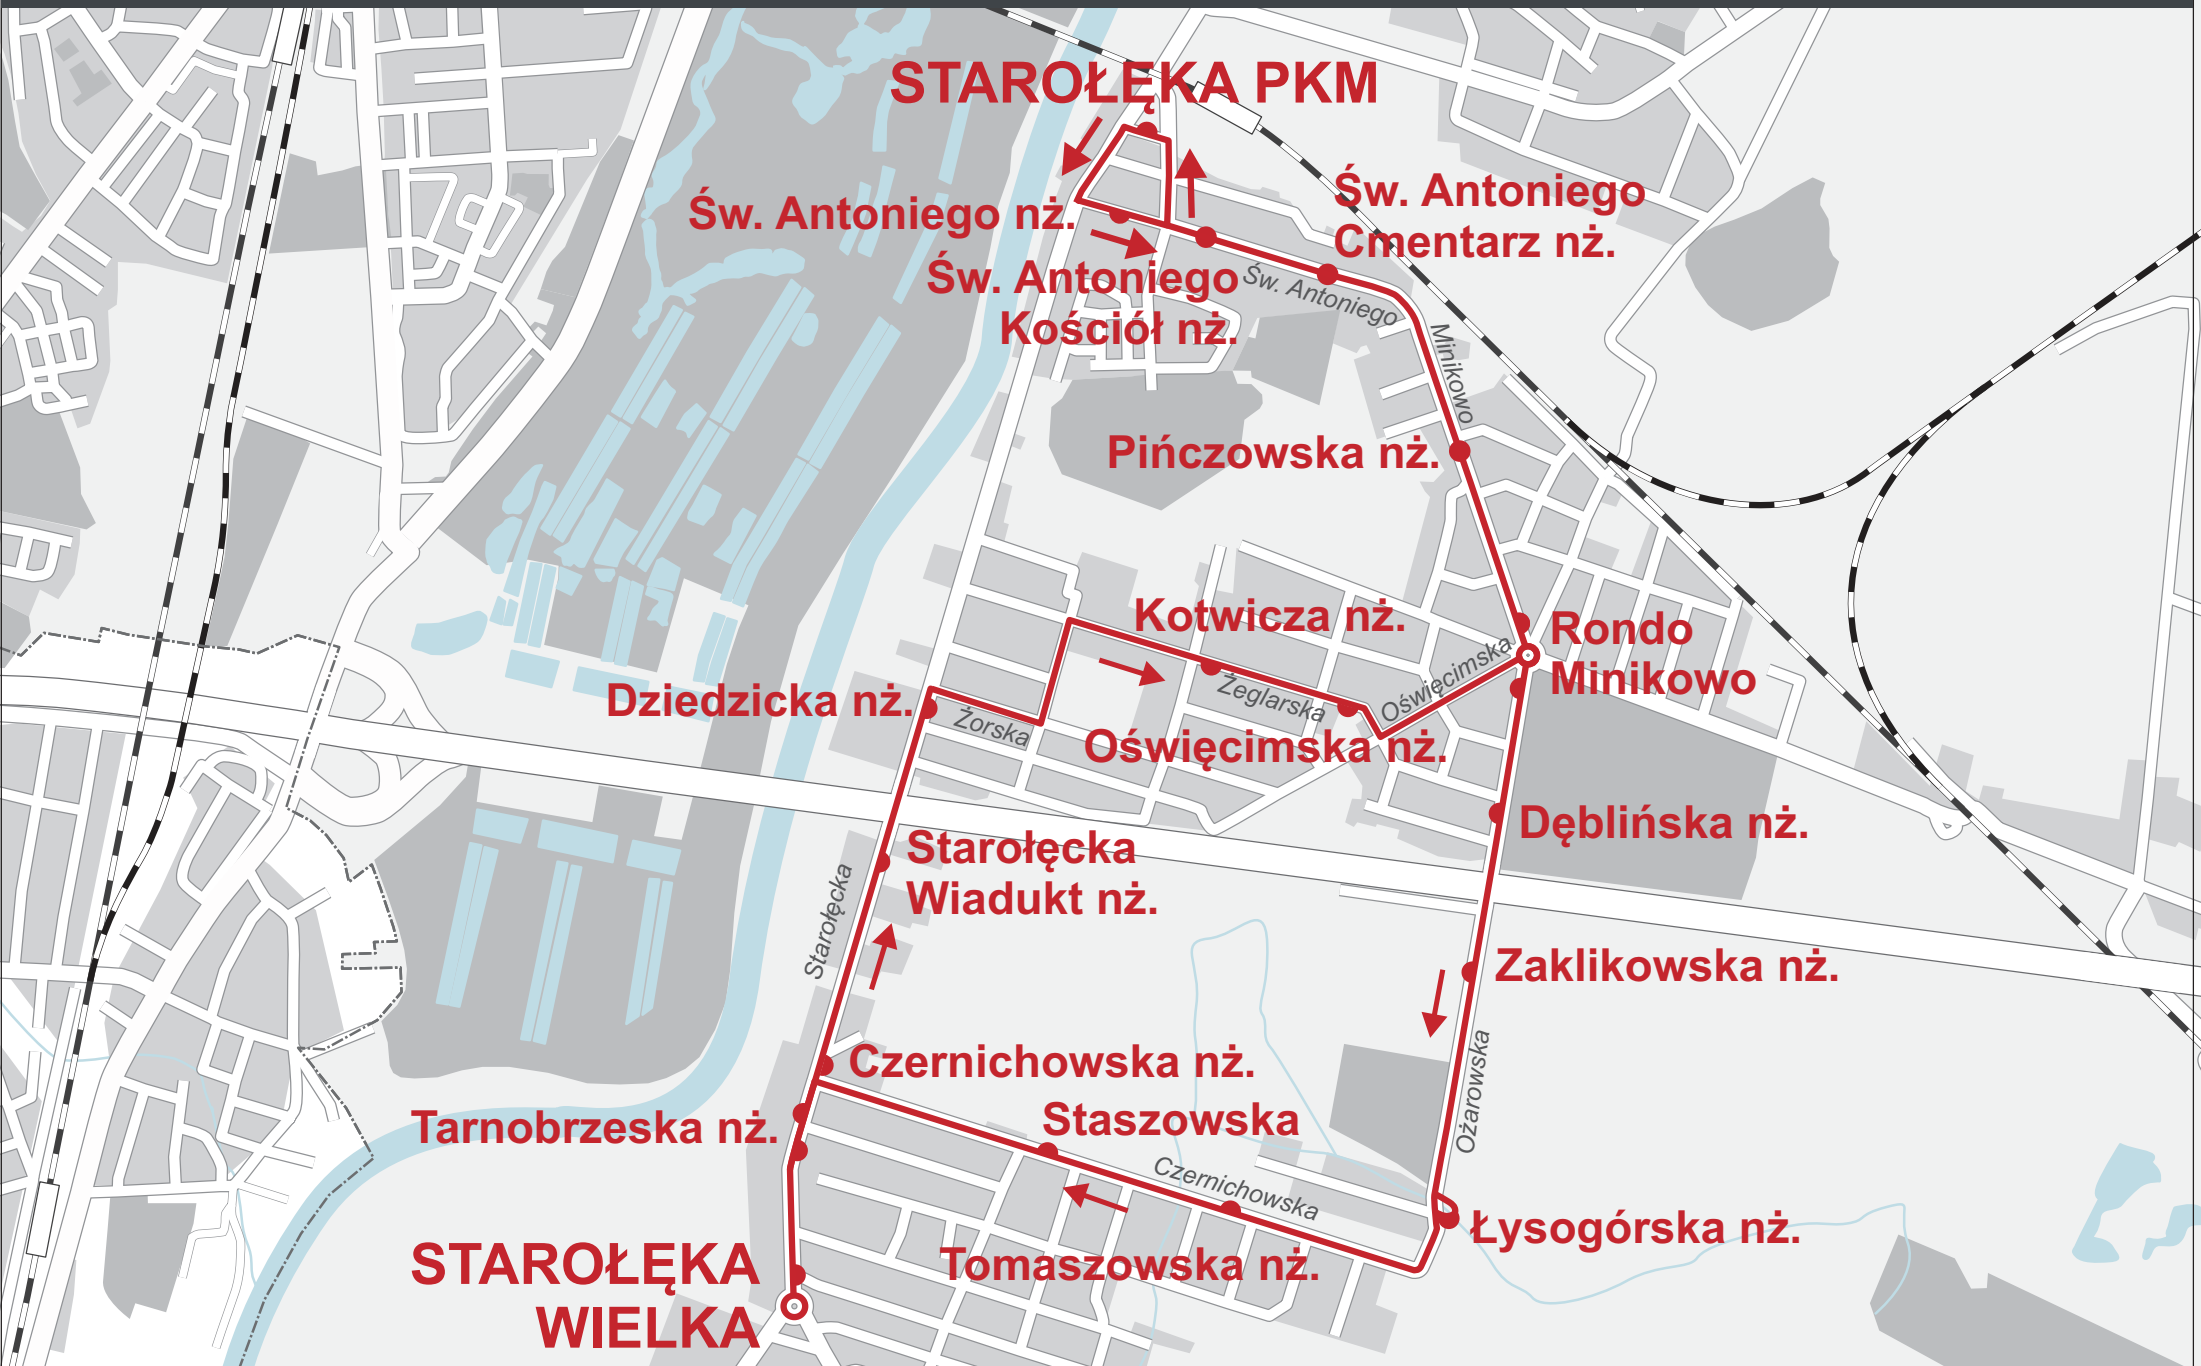 STAROŁĘKA PKM
Św. Antoniego nż.
Św. Antoniego
Cmentarz nż.
Św. Antoniego
Kościół nż.
Św. Antoniego
Minikowo
Pińczowska nż.
Kotwicza nż.
Rondo
Minikowo
Oświęcimska
Żeglarska
Dziedzicka nż.
Żorska
Oświęcimska nż.
Dęblińska nż.
Starołęcka
Wiadukt nż.
Starołęcka
Zaklikowska nż.
Ożarowska
Czernichowska nż.
Tarnobrzeska nż.
Staszowska
Czernichowska
Łysogórska nż.
Tomaszowska nż.
STAROŁĘKA
WIELKA